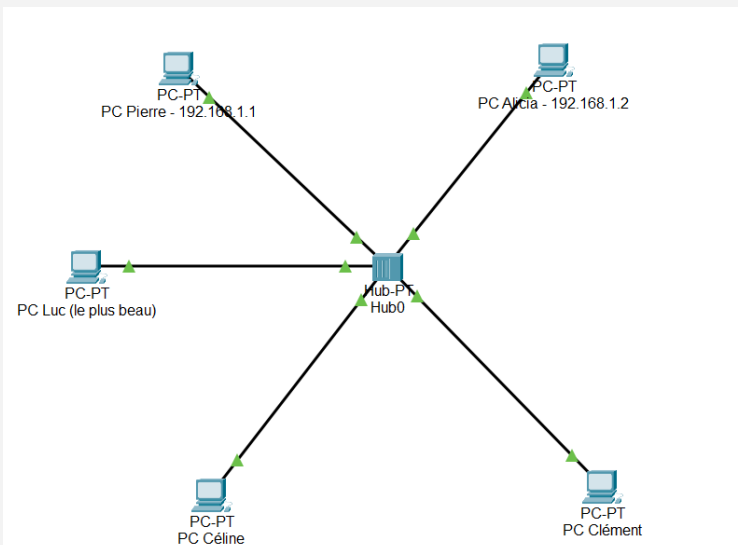 PC-PT
PC Pierre - 192.168.1.1
PC-PT
PC Alicia - 192.168.1.2
PC-PT
PC Luc (le plus beau)
Hub-PT
Hub0
PC-PT
PC Céline
PC-PT
PC Clément